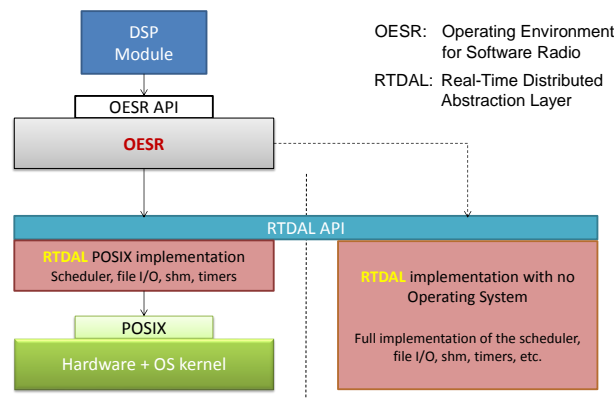 DSP
Module
OESR: Operating Environment
for Software Radio
RTDAL: Real-Time Distributed
Abstraction Layer
OESR API
OESR
RTDAL API
RTDAL POSIX implementation
Scheduler, file I/O, shm, timers
POSIX
Hardware + OS kernel
RTDAL implementation with no
Operating System
Full implementation of the scheduler,
file I/O, shm, timers, etc.